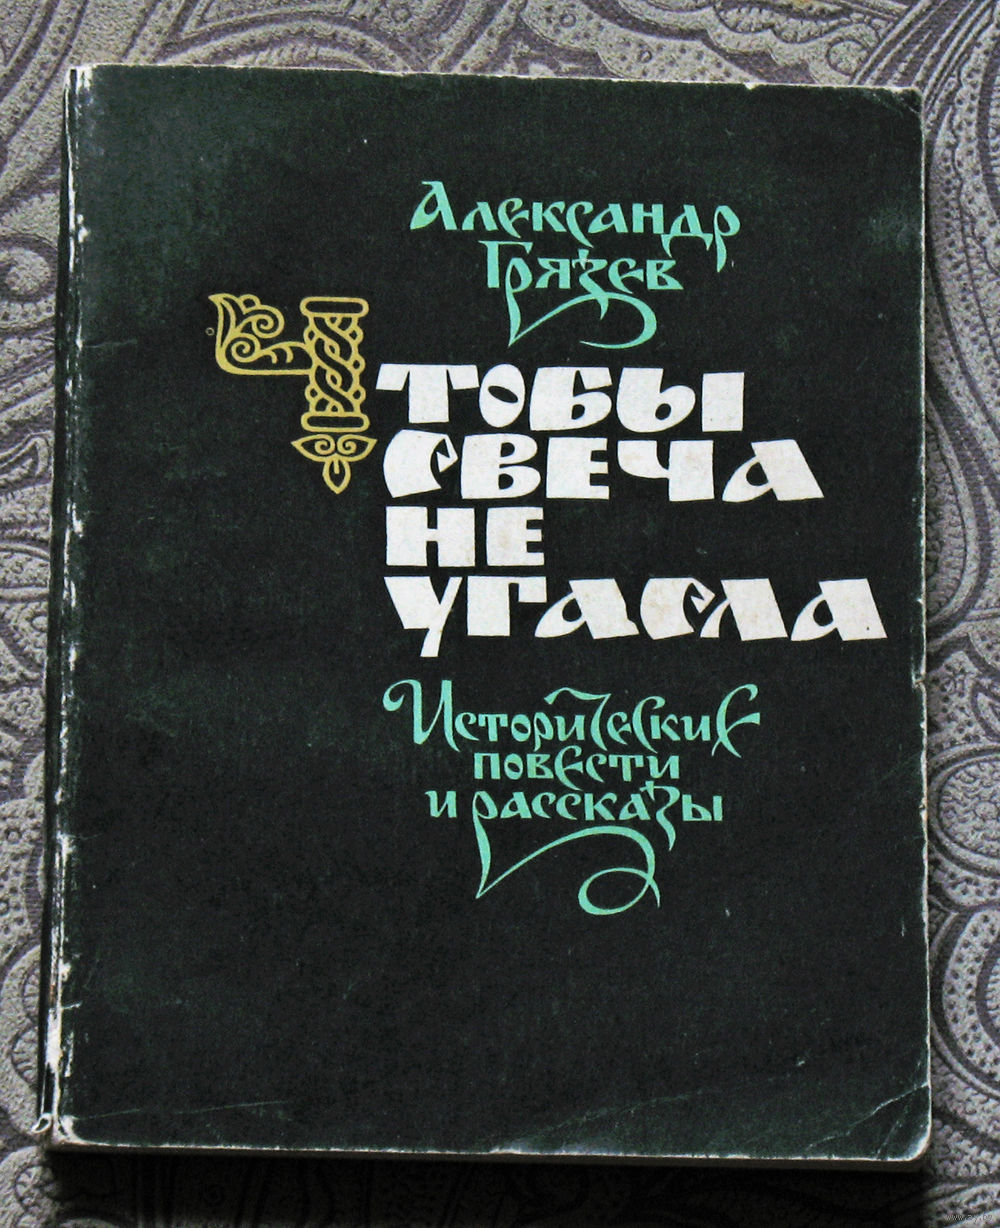 Александр
Грязев
Чтобы
свеча
не
угасла
Исторические
повести
и рассказы